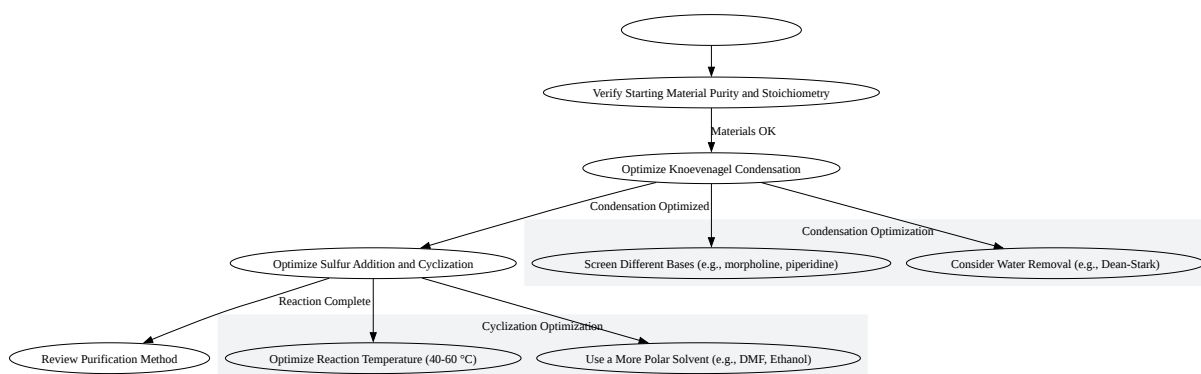 Verify Starting Material Purity and Stoichiometry
Materials OK
Optimize Knoevenagel Condensation
Condensation Optimized
Condensation Optimization
Optimize Sulfur Addition and Cyclization
Screen Different Bases (e.g., morpholine, piperidine)
Consider Water Removal (e.g., Dean-Stark)
Reaction Complete
Cyclization Optimization
Review Purification Method
Optimize Reaction Temperature (40-60 °C)
Use a More Polar Solvent (e.g., DMF, Ethanol)